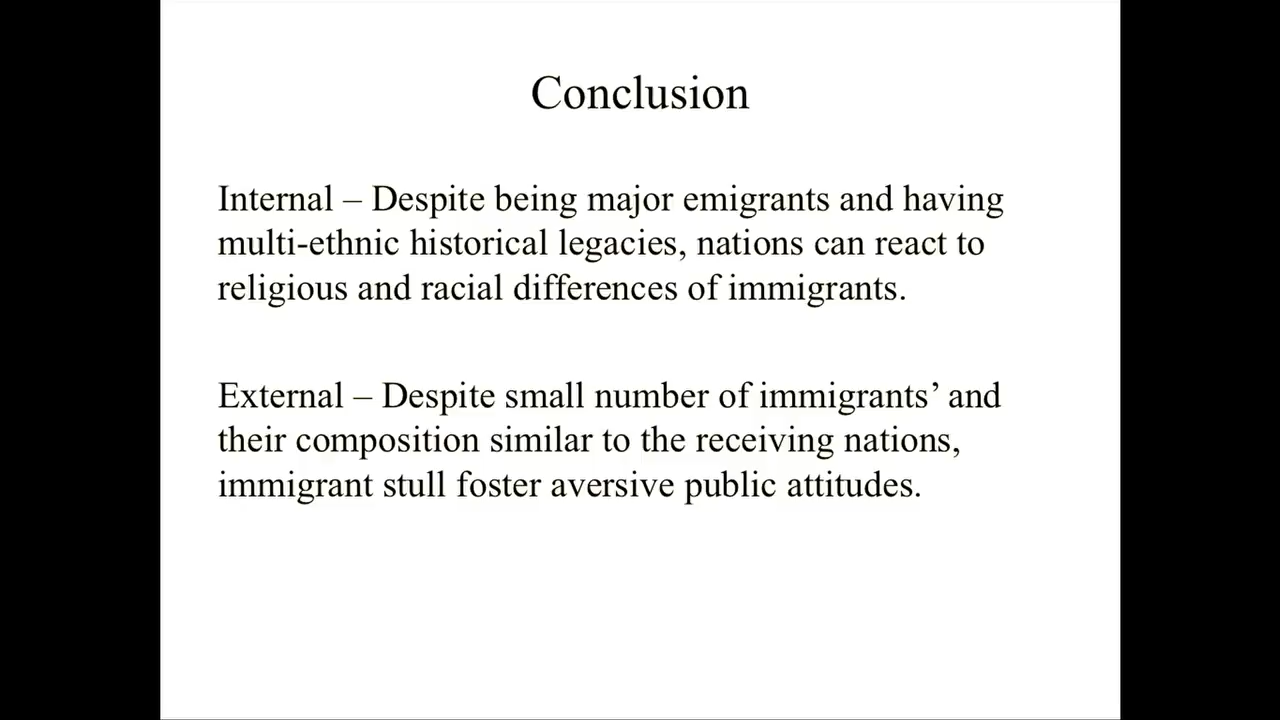 Conclusion
Internal – Despite being major emigrants and having
multi-ethnic historical legacies, nations can react to
religious and racial differences of immigrants.
External – Despite small number of immigrants’ and
their composition similar to the receiving nations,
immigrant stull foster aversive public attitudes.